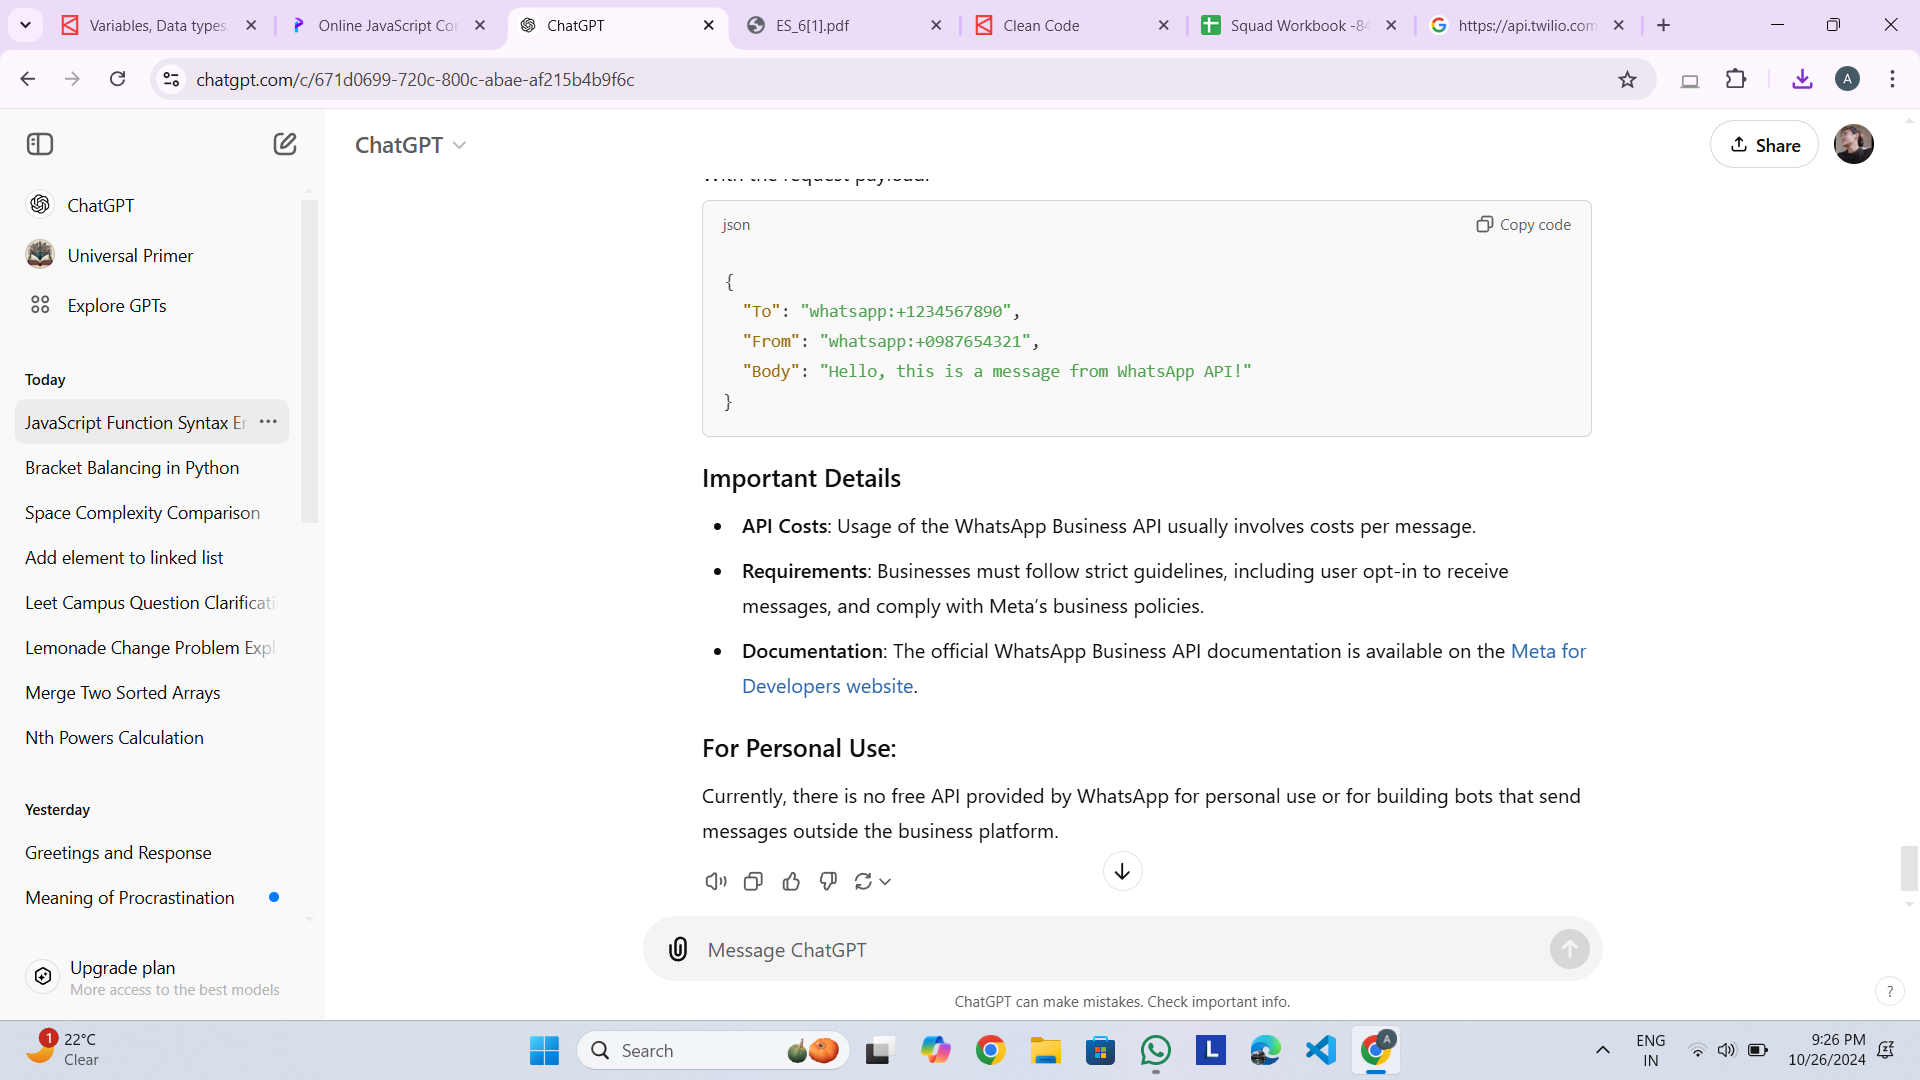 Variables, Data types,
Online JavaScript Co
ChatGPT
ES_6[1].pdf
Clean Code
Squad Workbook -84
https://api.twilio.com
chatgpt.com/c/671d0699-720c-800c-abae-af215b4b9f6c
A
ChatGPT
Share
ChatGPT
Universal Primer
Explore GPTs
Today
JavaScript Function Syntax Er
Bracket Balancing in Python
Space Complexity Comparison
Add element to linked list
Leet Campus Question Clarificati
Lemonade Change Problem Expl
Merge Two Sorted Arrays
Nth Powers Calculation
Yesterday
Greetings and Response
Meaning of Procrastination
Upgrade plan
More access to the best models
With the request payload:
json
Copy code
{
"To": "whatsapp:+1234567890",
"From": "whatsapp:+0987654321",
"Body": "Hello, this is a message from WhatsApp API!"
}
Important Details
• API Costs: Usage of the WhatsApp Business API usually involves costs per message.
• Requirements: Businesses must follow strict guidelines, including user opt-in to receive
messages, and comply with Meta's business policies.
• Documentation: The official WhatsApp Business API documentation is available on the Meta for
Developers website.
For Personal Use:
Currently, there is no free API provided by WhatsApp for personal use or for building bots that send
messages outside the business platform.
Message ChatGPT
ChatGPT can make mistakes. Check important info.
?
1
22°C
Clear
Search
L
A
ENG
IN
9:26 PM
10/26/2024